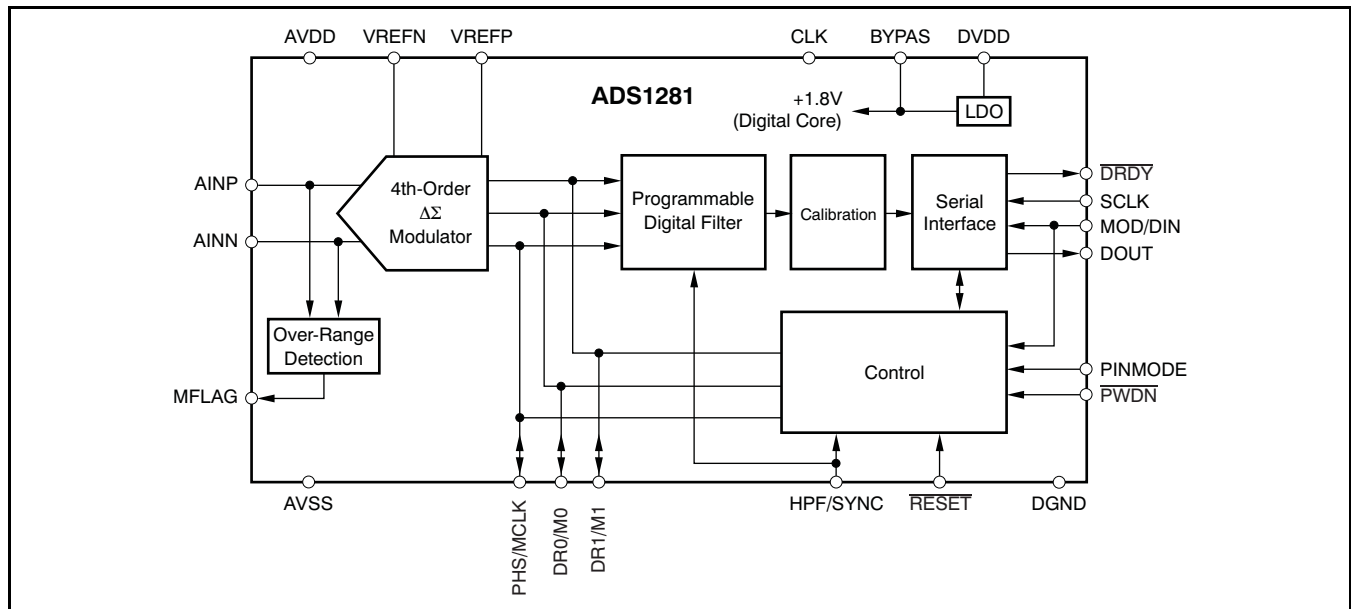 AVDD VREFN VREFP CLK BYPAS DVDD
ADS1281
+1.8V
(Digital Core)
LDO
AINP
AINN
4th-Order
ΔΣ
Modulator
Programmable
Digital Filter
Calibration
Serial
Interface
DRDY
SCLK
MOD/DIN
DOUT
Over-Range
Detection
MFLAG
Control
PINMODE
PWDN
AVSS
PHS/MCLK
DR0/M0
DR1/M1
HPF/SYNC
RESET
DGND